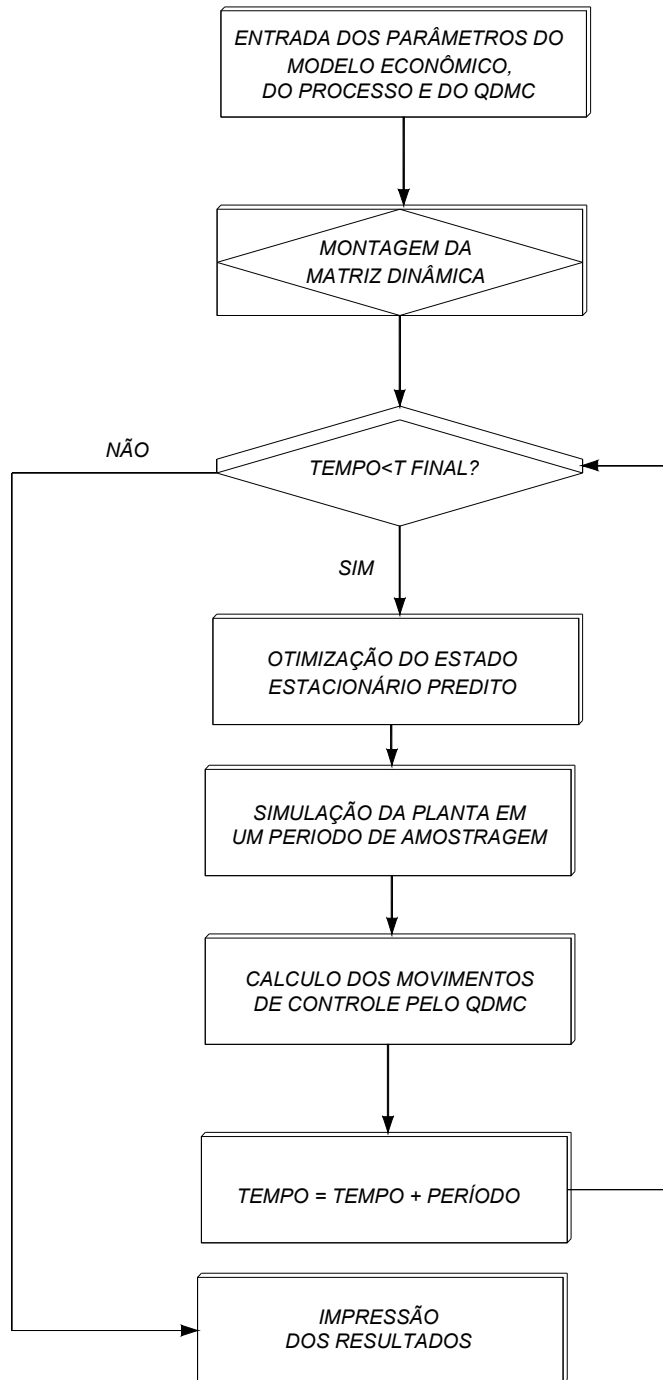 ENTRADA DOS PARÂMETROS DO
MODELO ECONÔMICO,
DO PROCESSO E DO QDMC
MONTAGEM DA
MATRIZ DINÂMICA
NÃO
TEMPO<T FINAL?
SIM
OTIMIZAÇÃO DO ESTADO
ESTACIONÁRIO PREDITO
SIMULAÇÃO DA PLANTA EM
UM PERIODO DE AMOSTRAGEM
CALCULO DOS MOVIMENTOS
DE CONTROLE PELO QDMC
TEMPO = TEMPO + PERÍODO
IMPRESSÃO
DOS RESULTADOS